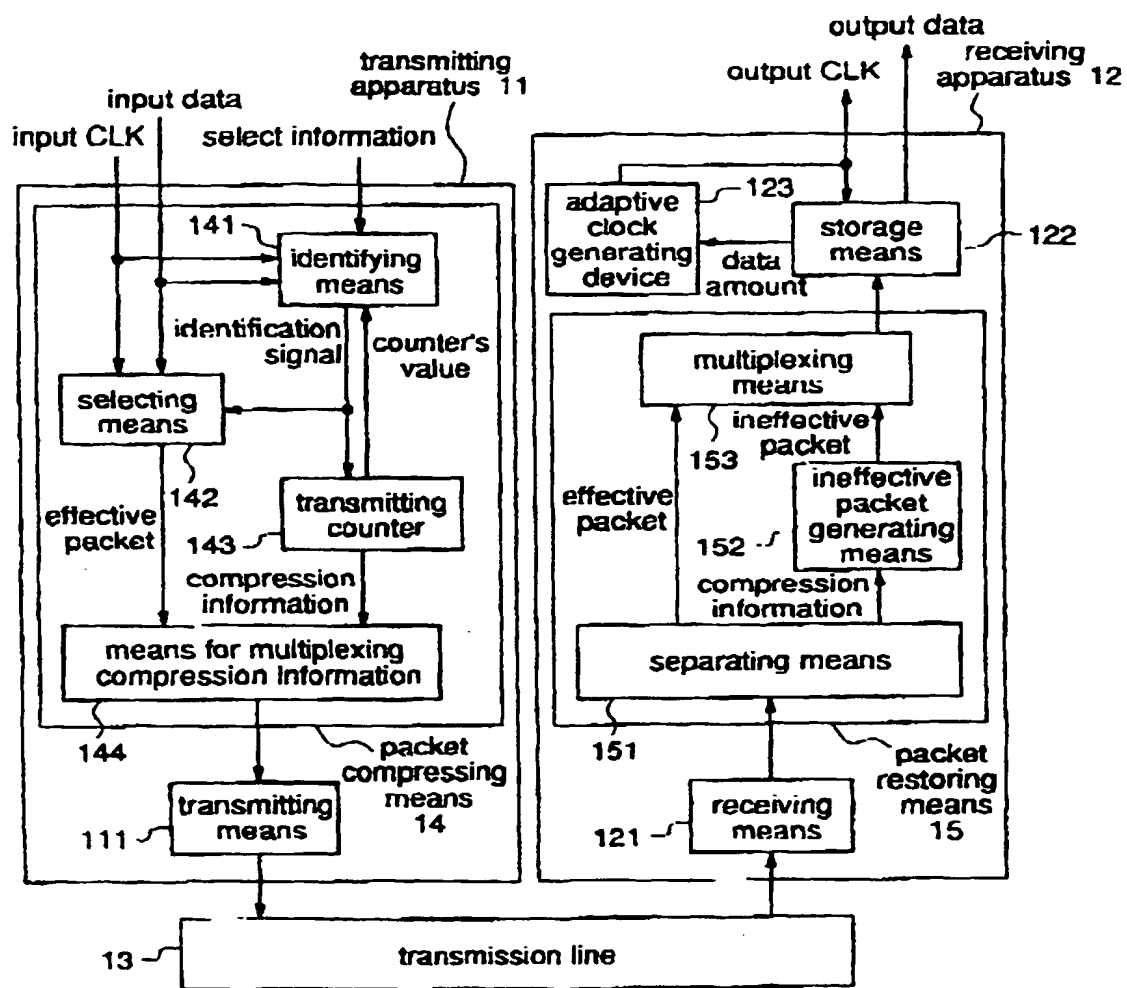 transmitting
apparatus 11
input data
input CLK
select information
141
identifying
means
identification
signal
counter's
value
selecting
means
142
effective
packet
transmitting
counter
143
compression
information
means for multiplexing
compression Information
144
packet
compressing
means
14
transmitting
means
111
output data
output CLK
receiving
apparatus 12
adaptive
clock
generating
device
123
storage
means
122
data
amount
multiplexing
means
ineffective
packet
153
effective
packet
ineffective
packet
generating
means
152
compression
information
separating means
151
packet
restoring
means
15
receiving
means
121
13
transmission line